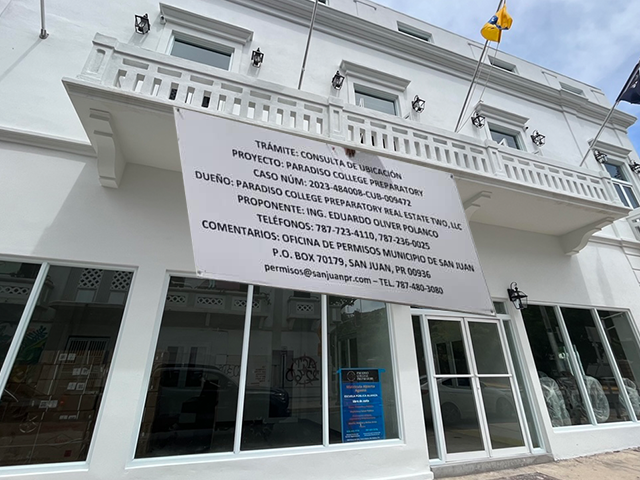 TRÁMITE: CONSULTA DE UBICACIÓN
PROYECTO: PARADISO COLLEGE PREPARATORY
CASO NÚM: 2023-484008-CUB-009472
DUEÑO: PARADISO COLLEGE PREPARATORY REAL ESTATE TWO, LLC
PROPONENTE: ING. EDUARDO OLIVER POLANCO
TELÉFONOS: 787-723-4110, 787-236-0025
COMENTARIOS: OFICINA DE PERMISOS MUNICIPIO DE SAN JUAN
P.O. BOX 70179, SAN JUAN, PR 00936
permisos@sanjuanpr.com – TEL. 787-480-3080